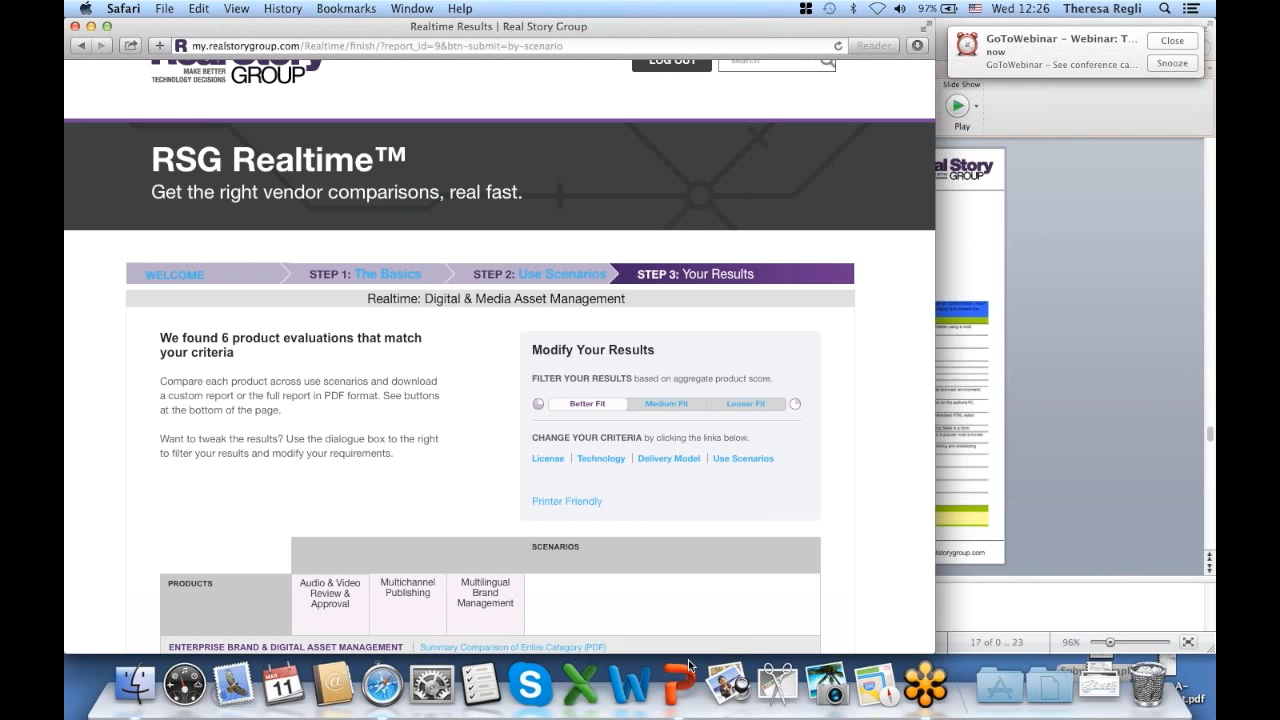 Safari File Edit View History Bookmarks Window Help 97% Wed 12:26 Theresa Regli
Realtime Results | Real Story Group
my.realstorygroup.com/Realtime/finish/?report_id=9&btn-submit=by-scenario
Reader
GoToWebinar – Webinar: T...
now
GoToWebinar – See conference ca...
Close
Snooze
Slide Show
Play
Real Story
MAKE BETTER
TECHNOLOGY DECISIONS
GROUP
LOG OUT
search
RSG Realtime™
Get the right vendor comparisons, real fast.
WELCOME STEP 1: The Basics STEP 2: Use Scenarios STEP 3: Your Results
Realtime: Digital & Media Asset Management
We found 6 product evaluations that match
your criteria
Compare each product across use scenarios and download
a custom report or full report in PDF format. See buttons
at the bottom of the page.
Want to tweak the results? Use the dialogue box to the right
to filter your results and modify your requirements.
Modify Your Results
FILTER YOUR RESULTS based on aggregate product score.
Better Fit Medium Fit Looser Fit
CHANGE YOUR CRITERIA by clicking the links below.
License | Technology | Delivery Model | Use Scenarios
Printer Friendly
SCENARIOS
PRODUCTS
Audio & Video
Review &
Approval
Multichannel
Publishing
Multilingual
Brand
Management
ENTERPRISE BRAND & DIGITAL ASSET MANAGEMENT | Summary Comparison of Entire Category (PDF)
al Story
GROUP
storygroup.com
17 of 0 .. 23 96%
MAR
11